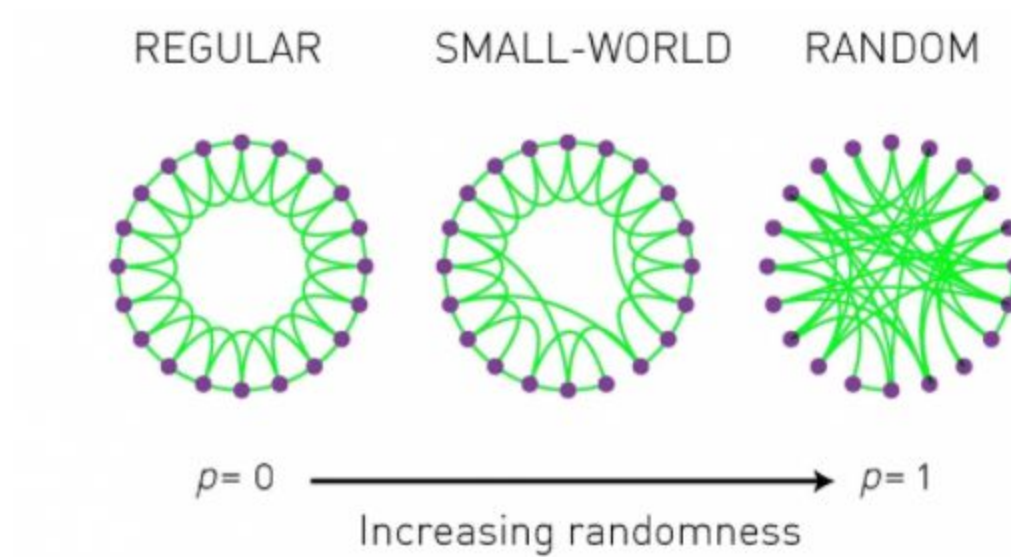 REGULAR SMALL-WORLD RANDOM
p= 0 p= 1
Increasing randomness